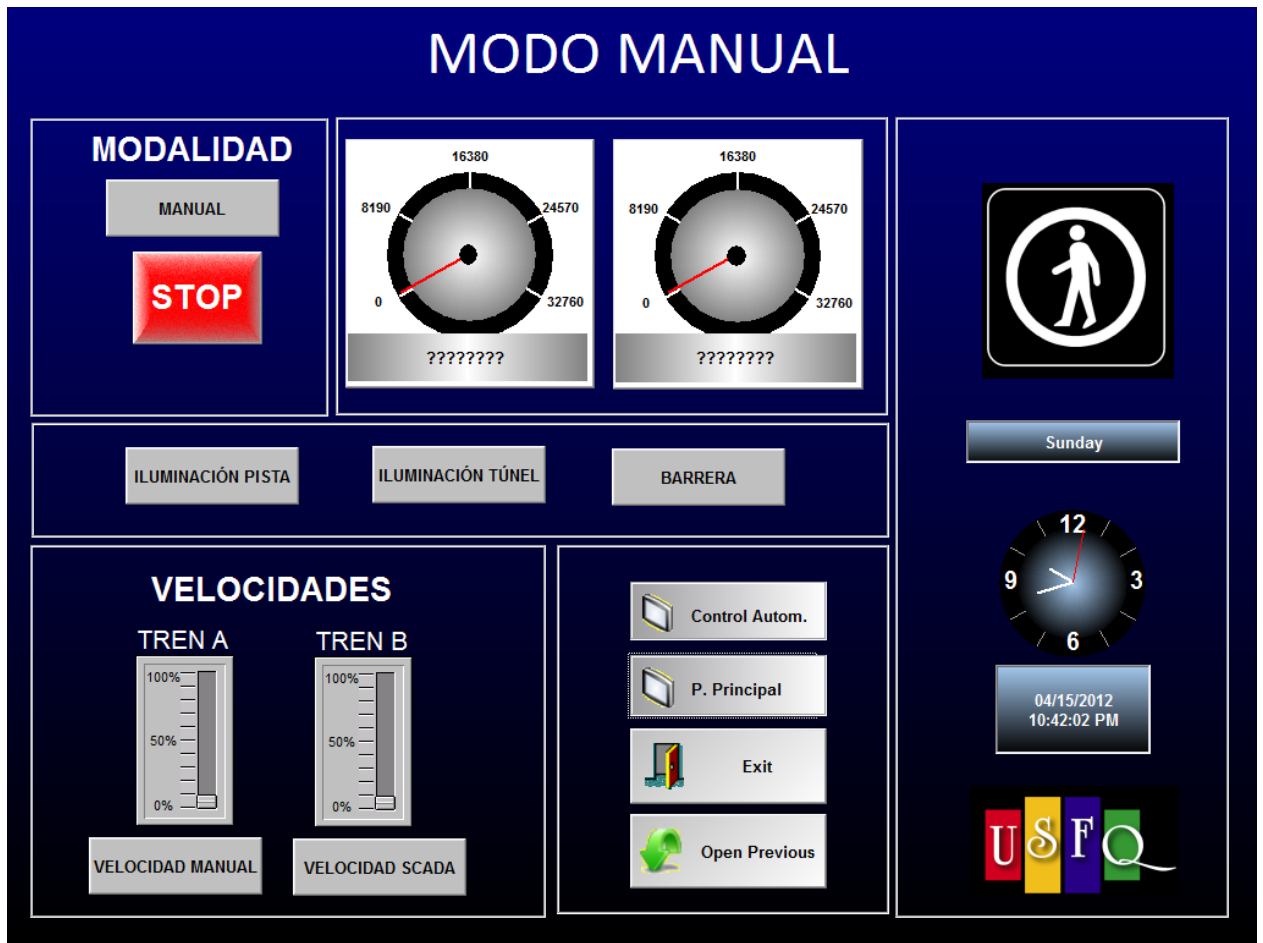 MODO MANUAL
MODALIDAD
MANUAL
STOP
16380
8190
24570
0
32760
????????
16380
8190
24570
0
32760
????????
ILUMINACIÓN PISTA
ILUMINACIÓN TÚNEL
BARRERA
VELOCIDADES
TREN A
100%
50%
0%
VELOCIDAD MANUAL
TREN B
100%
50%
0%
VELOCIDAD SCADA
Control Autom.
P. Principal
Exit
Open Previous
Sunday
12
9
3
6
04/15/2012
10:42:02 PM
USFQ